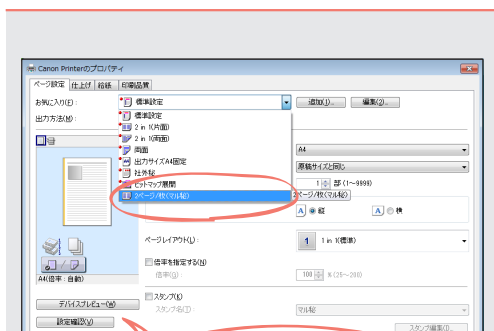 Canon Printerのプロパティ
ページ設定 仕上げ 給紙 印刷品質
お気に入り(F): 標準設定 追加(1)... 編集(2)...
出力方法(M): 標準設定
2 in 1(片面)
2 in 1(両面)
両面
A4
出力サイズA4固定
社外秘
原稿サイズと同じ
ビットマップ展開
1 部 (1～9999)
2ページ/枚(マル秘)
2ページ/枚(マル秘)
A 縦 A 横
ページレイアウト(L): 1 1 in 1(標準)
A4(倍率：自動)
倍率を指定する(N)
倍率(G): 100 % (25～200)
デバイスプレビュー(W)
スタンプ(K)
スタンプ名(T): マル秘
設定確認(V)
スタンプ編集(I)...